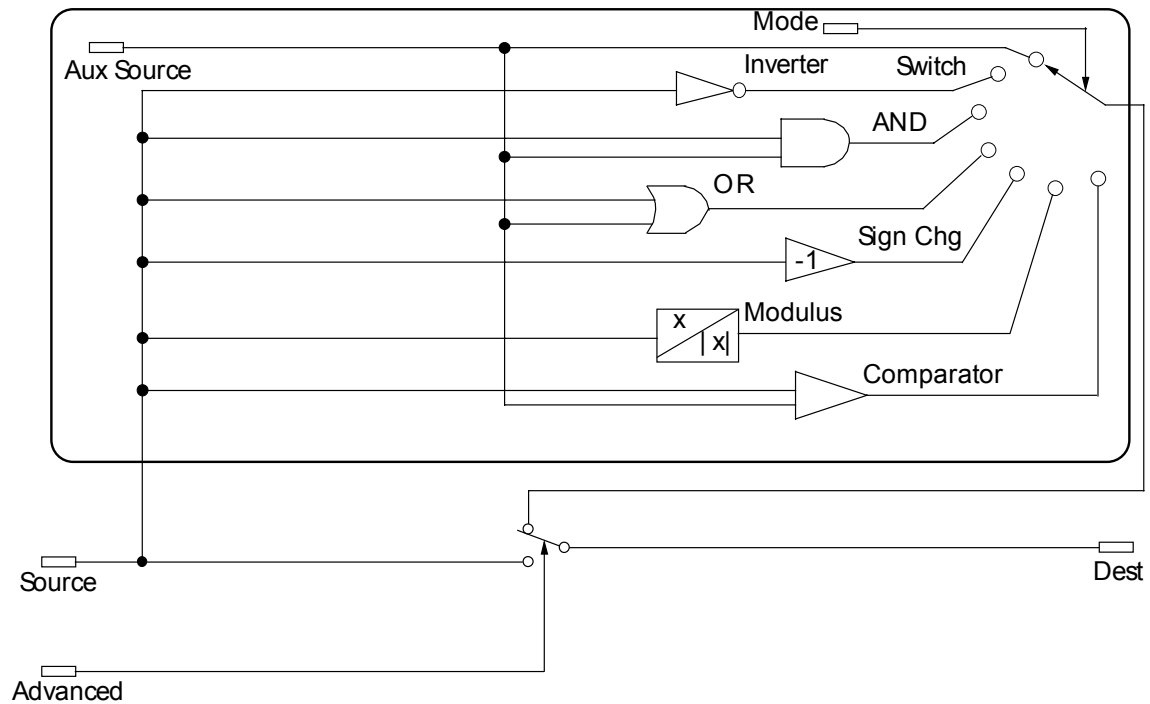 Mode
Aux Source
Inverter
Switch
AND
OR
Sign Chg
-1
Modulus
x
|x|
Comparator
Source
Dest
Advanced